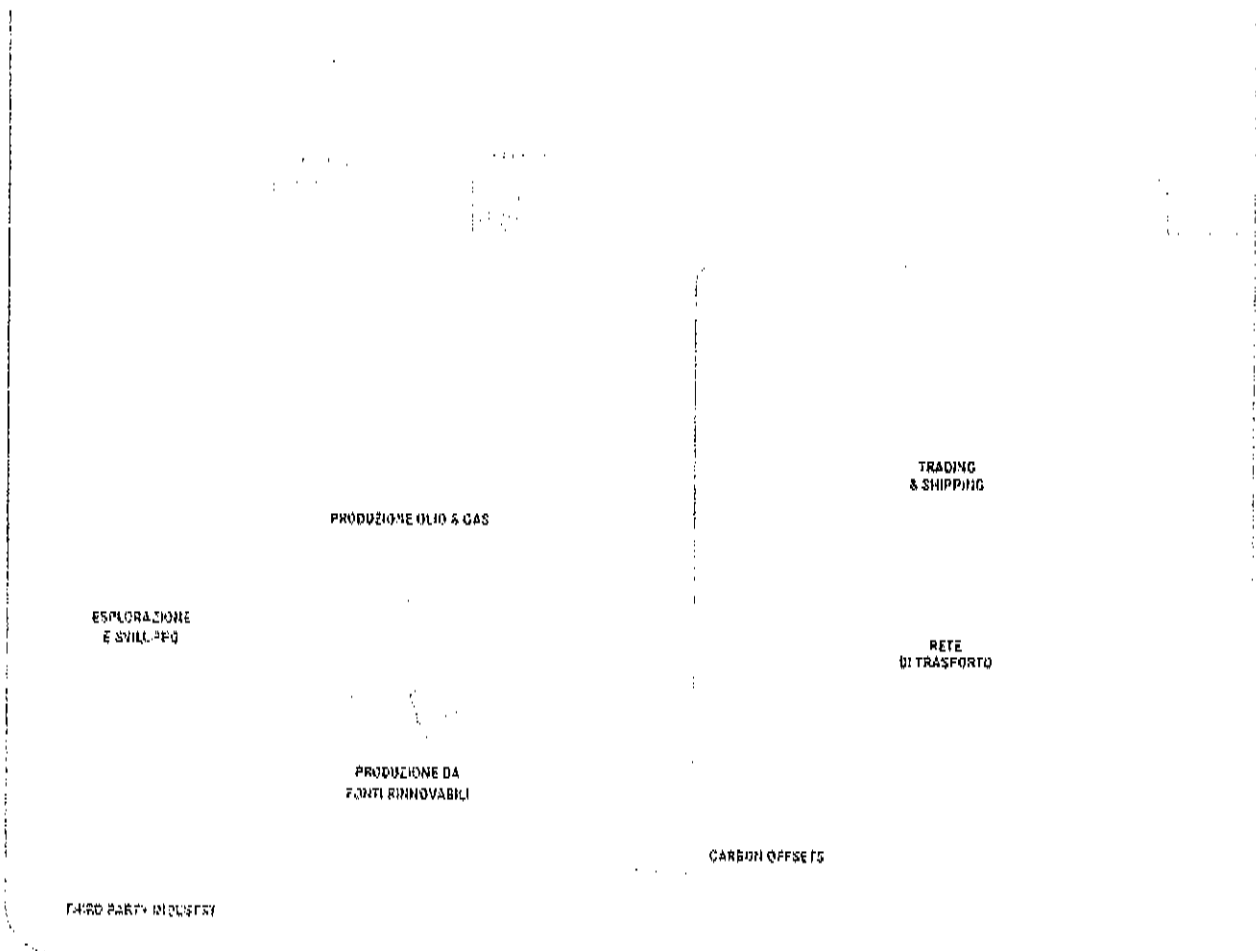 TRADING
& SHIPPING
PRODUZIONE OLIO & GAS
ESPLORAZIONE
E SVILUPPO
RETE
DI TRASPORTO
PRODUZIONE DA
FONTI RINNOVABILI
CARBON OFFSETS
THIRD PARTY INDUSTRY